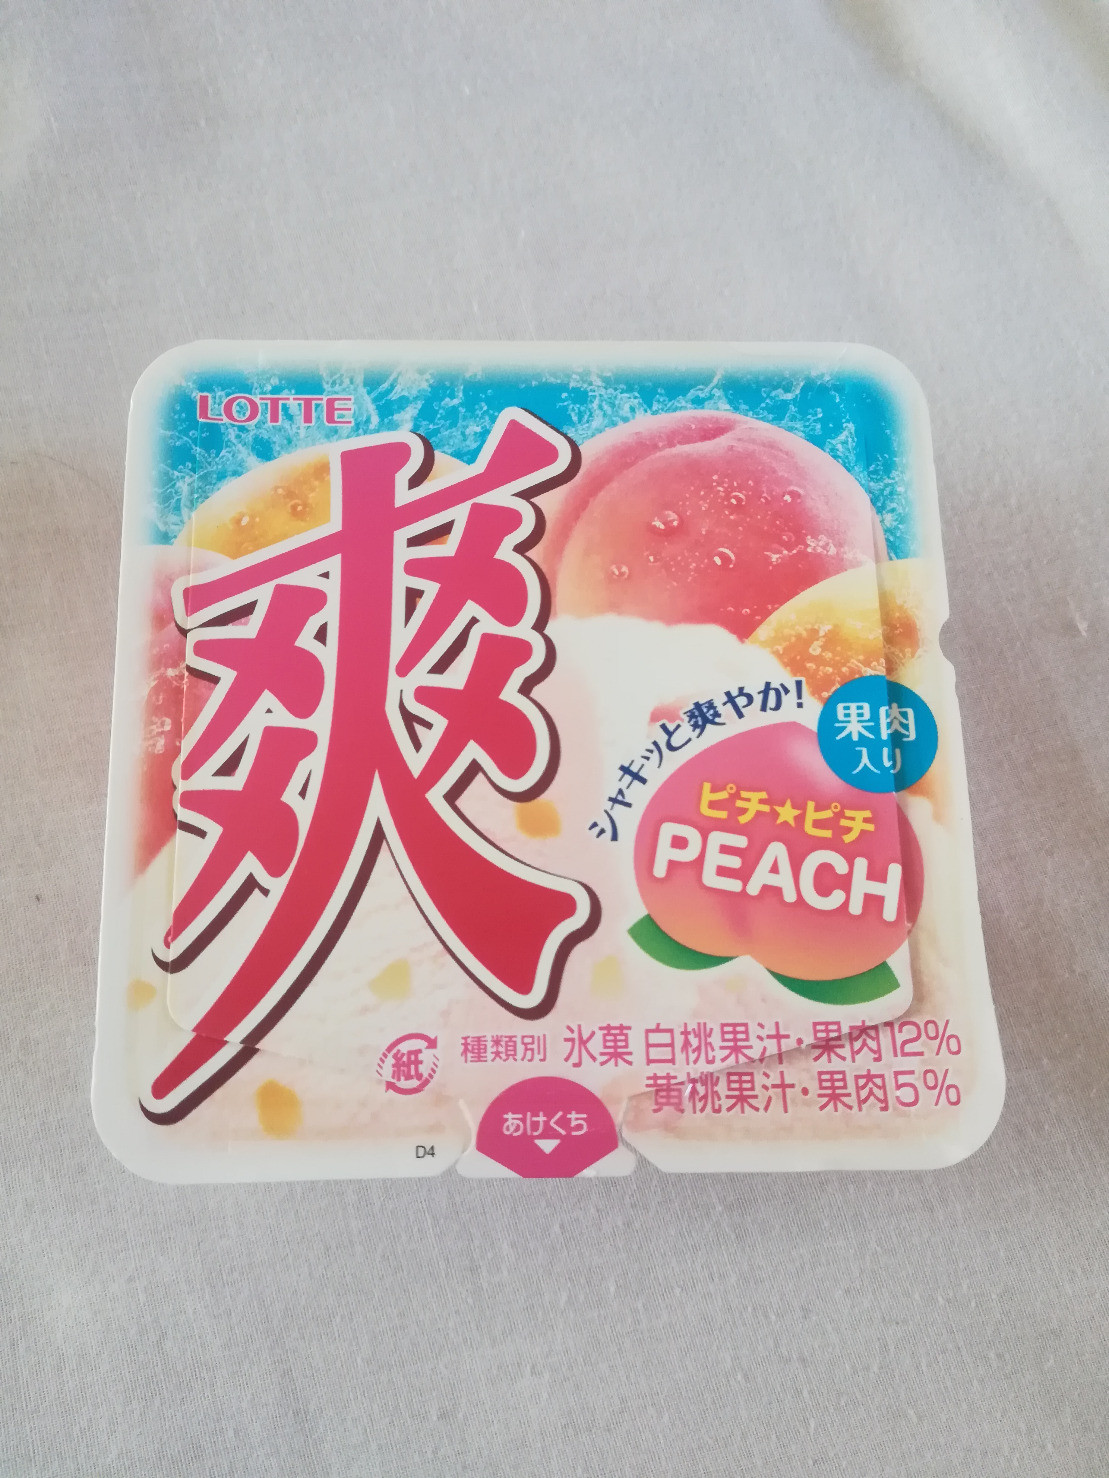 LOTTE
爽
シャキッと爽やか!
果肉
入り
ピチ★ピチ
PEACH
紙
種類別 氷菓 白桃果汁・果肉12%
黄桃果汁・果肉5%
あけくち
D4